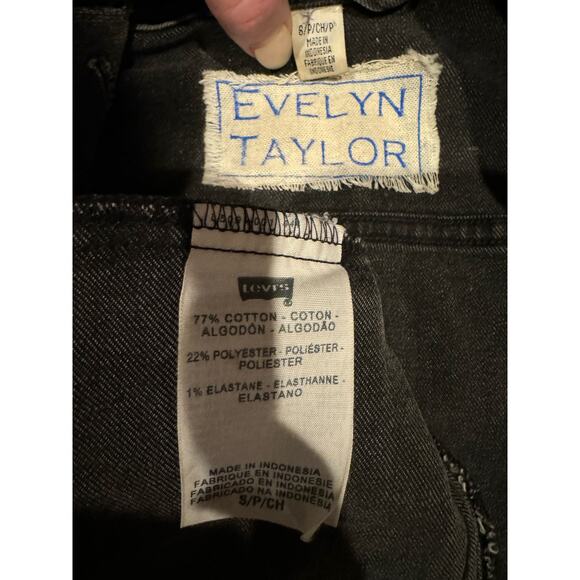 S/P/CH/P
MADE IN
INDONESIA
FABRIQUE EN
INDONESIE
EVELYN
TAYLOR
Levi's
®
77% COTTON - COTON -
ALGODÓN - ALGODÃO
22% POLYESTER - POLIÉSTER -
POLIESTER
1% ELASTANE - ELASTHANNE -
ELASTANO
MADE IN INDONESIA
FABRIQUE EN INDONESIE
FABRICADO EN INDONESIA
FABRICADO NA INDONÉSIA
S/P/CH